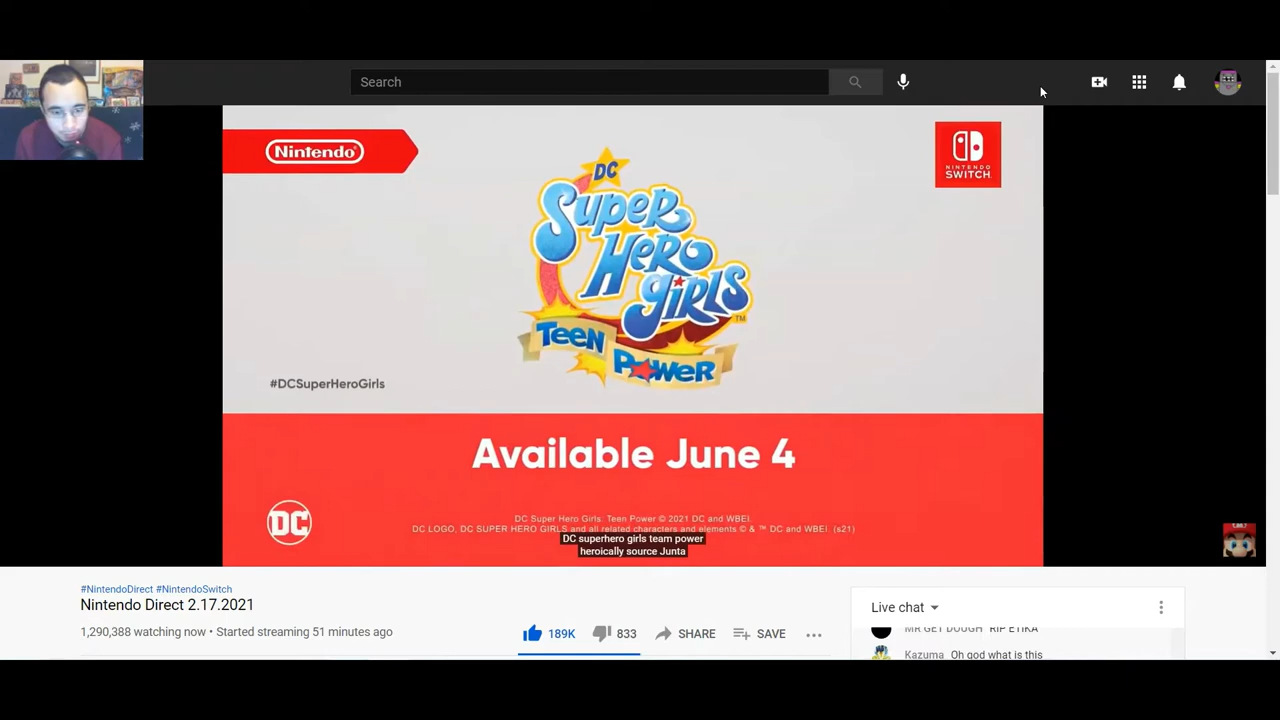 Search
Nintendo
NINTENDO
SWITCH
DC
Super
Hero
Girls
TM
Teen
Power
#DCSuperHeroGirls
Available June 4
DC
DC Super Hero Girls: Teen Power © 2021 DC and WBEI.
DC LOGO, DC SUPER HERO GIRLS and all related characters and elements © & ™ DC and WBEI. (s21)
DC superhero girls team power
heroically source Junta
#NintendoDirect #NintendoSwitch
Nintendo Direct 2.17.2021
1,290,388 watching now • Started streaming 51 minutes ago
189K
833
SHARE
SAVE
Live chat
MR GET DOUGH RIP ETIKA
Kazuma Oh god what is this